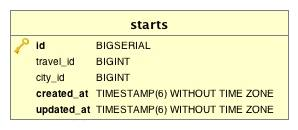 starts
id BIGSERIAL
travel_id BIGINT
city_id BIGINT
created_at TIMESTAMP(6) WITHOUT TIME ZONE
updated_at TIMESTAMP(6) WITHOUT TIME ZONE